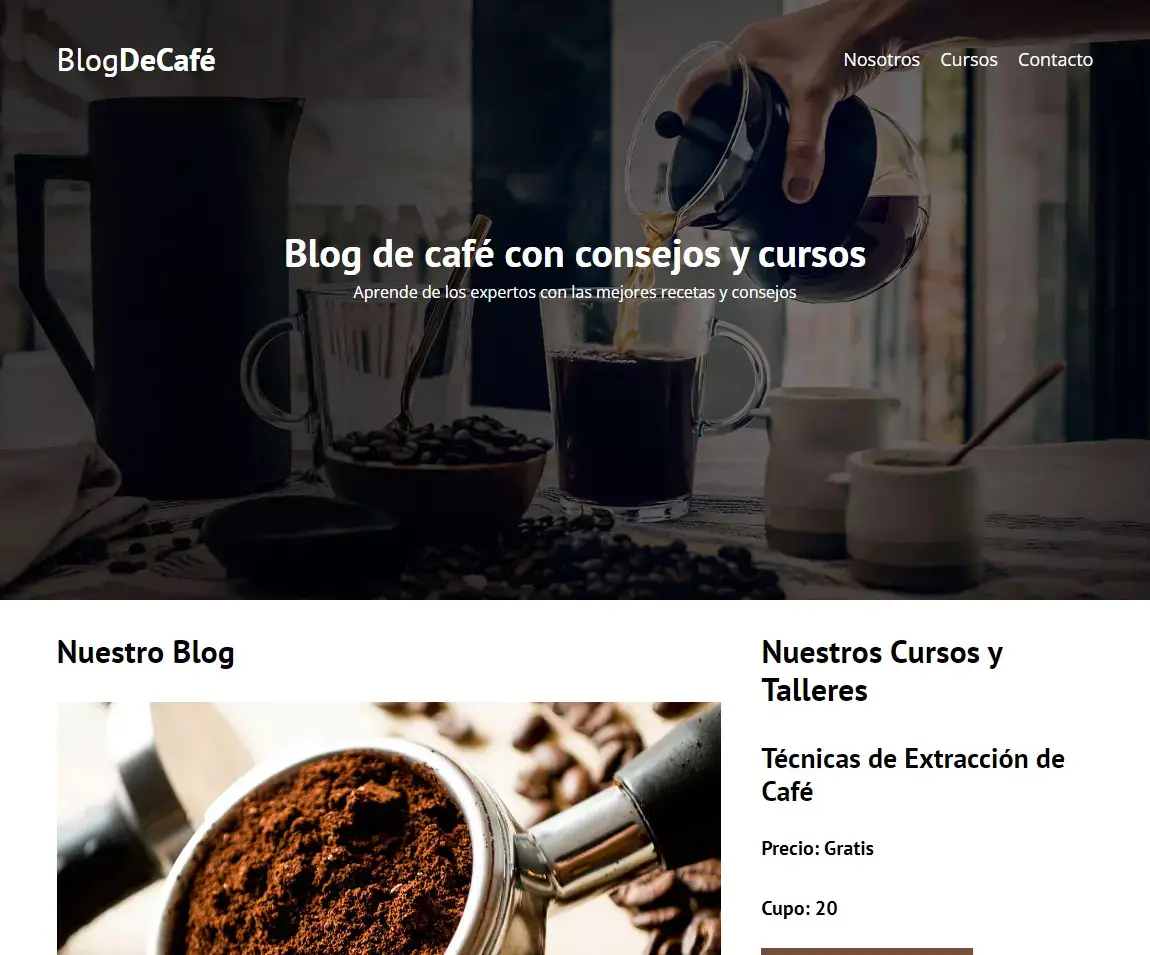 BlogDeCafé
Nosotros Cursos Contacto
Blog de café con consejos y cursos
Aprende de los expertos con las mejores recetas y consejos
Nuestro Blog
Nuestros Cursos y
Talleres
Técnicas de Extracción de
Café
Precio: Gratis
Cupo: 20